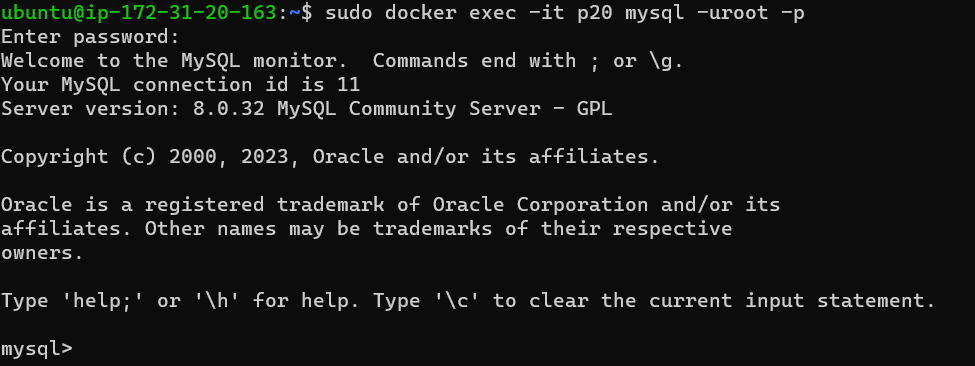 ubuntu@ip-172-31-20-163:~$ sudo docker exec -it p20 mysql -uroot -p
Enter password:
Welcome to the MySQL monitor.  Commands end with ; or \g.
Your MySQL connection id is 11
Server version: 8.0.32 MySQL Community Server - GPL
Copyright (c) 2000, 2023, Oracle and/or its affiliates.
Oracle is a registered trademark of Oracle Corporation and/or its
affiliates. Other names may be trademarks of their respective
owners.
Type 'help;' or '\h' for help. Type '\c' to clear the current input statement.
mysql>